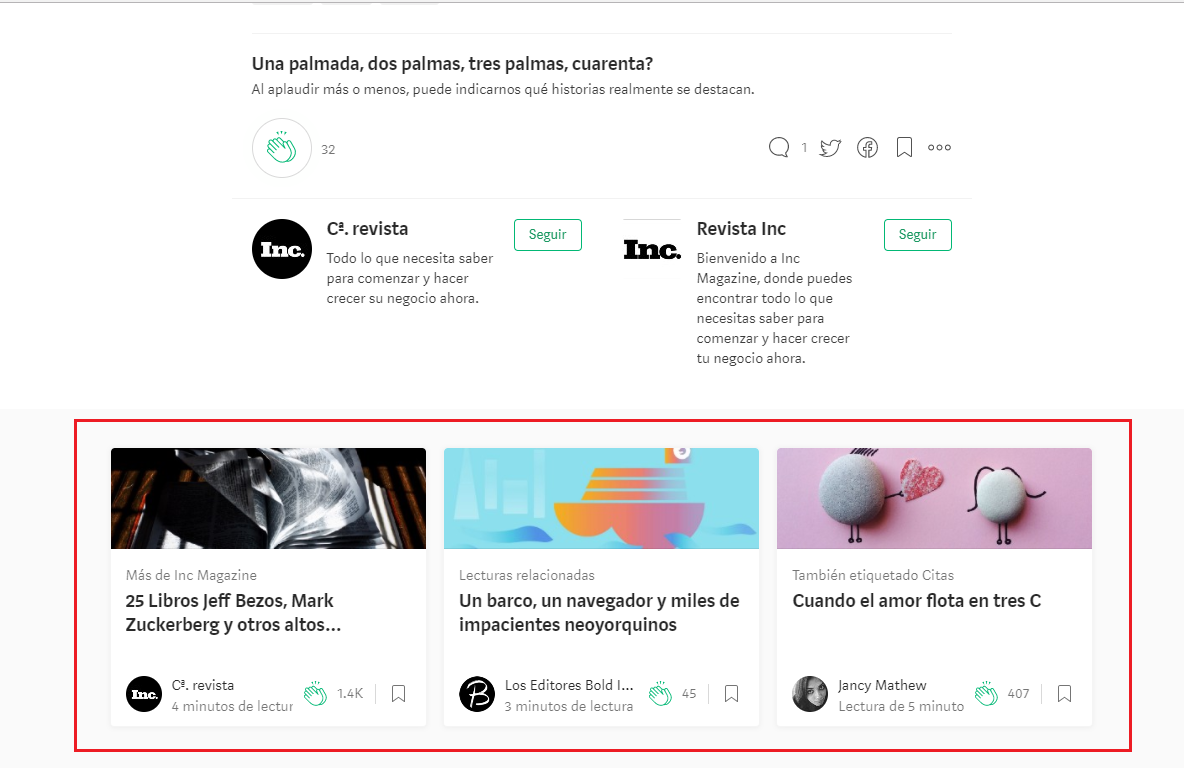 Una palmada, dos palmas, tres palmas, cuarenta?
Al aplaudir más o menos, puede indicarnos qué historias realmente se destacan.
32
1
Inc.
Cª. revista
Seguir
Todo lo que necesita saber
para comenzar y hacer
crecer su negocio ahora.
Inc.
Revista Inc
Seguir
Bienvenido a Inc
Magazine, donde puedes
encontrar todo lo que
necesitas saber para
comenzar y hacer crecer
tu negocio ahora.
Más de Inc Magazine
25 Libros Jeff Bezos, Mark
Zuckerberg y otros altos...
Inc.
Cª. revista
4 minutos de lectur
1.4K
Lecturas relacionadas
Un barco, un navegador y miles de
impacientes neoyorquinos
B
Los Editores Bold I...
3 minutos de lectura
45
También etiquetado Citas
Cuando el amor flota en tres C
Jancy Mathew
Lectura de 5 minuto
407